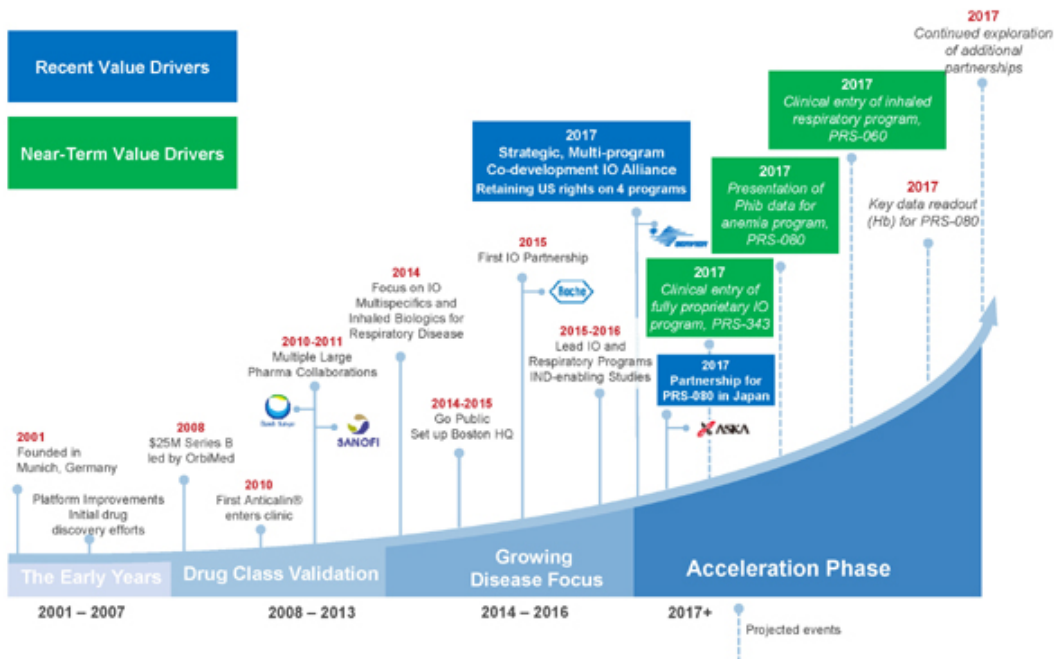 Recent Value Drivers
Near-Term Value Drivers
2001
Founded in
Munich, Germany
Platform Improvements
Initial drug
discovery efforts
2008
$25M Series B
led by OrbiMed
2010
First Anticalin®
enters clinic
2010-2011
Multiple Large
Pharma Collaborations
SANOFI
2014
Focus on IO
Multispecifics and
Inhaled Biologics for
Respiratory Disease
2014-2015
Go Public
Set up Boston HQ
2015
First IO Partnership
Roche
2015-2016
Lead IO and
Respiratory Programs
IND-enabling Studies
2017
Strategic, Multi-program
Co-development IO Alliance
Retaining US rights on 4 programs
2017
Clinical entry of
fully proprietary IO
program, PRS-343
2017
Partnership for
PRS-080 in Japan
ASKA
2017
Presentation of
PhIb data for
anemia program,
PRS-080
2017
Clinical entry of inhaled
respiratory program,
PRS-060
2017
Key data readout
(Hb) for PRS-080
2017
Continued exploration
of additional
partnerships
The Early Years
Drug Class Validation
Growing
Disease Focus
Acceleration Phase
2001 – 2007
2008 – 2013
2014 – 2016
2017+
Projected events